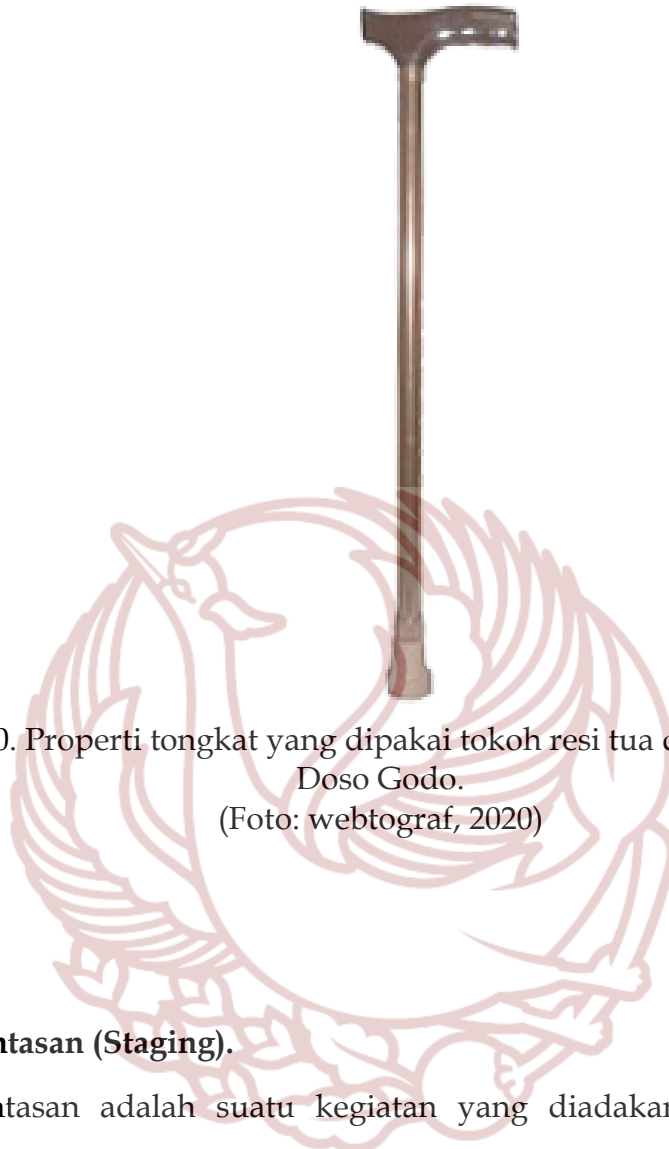 0. Properti tongkat yang dipakai tokoh resi tua
Doso Godo.
(Foto: webtograf, 2020)
ntasan (Staging).
ntasan adalah suatu kegiatan yang diadakan